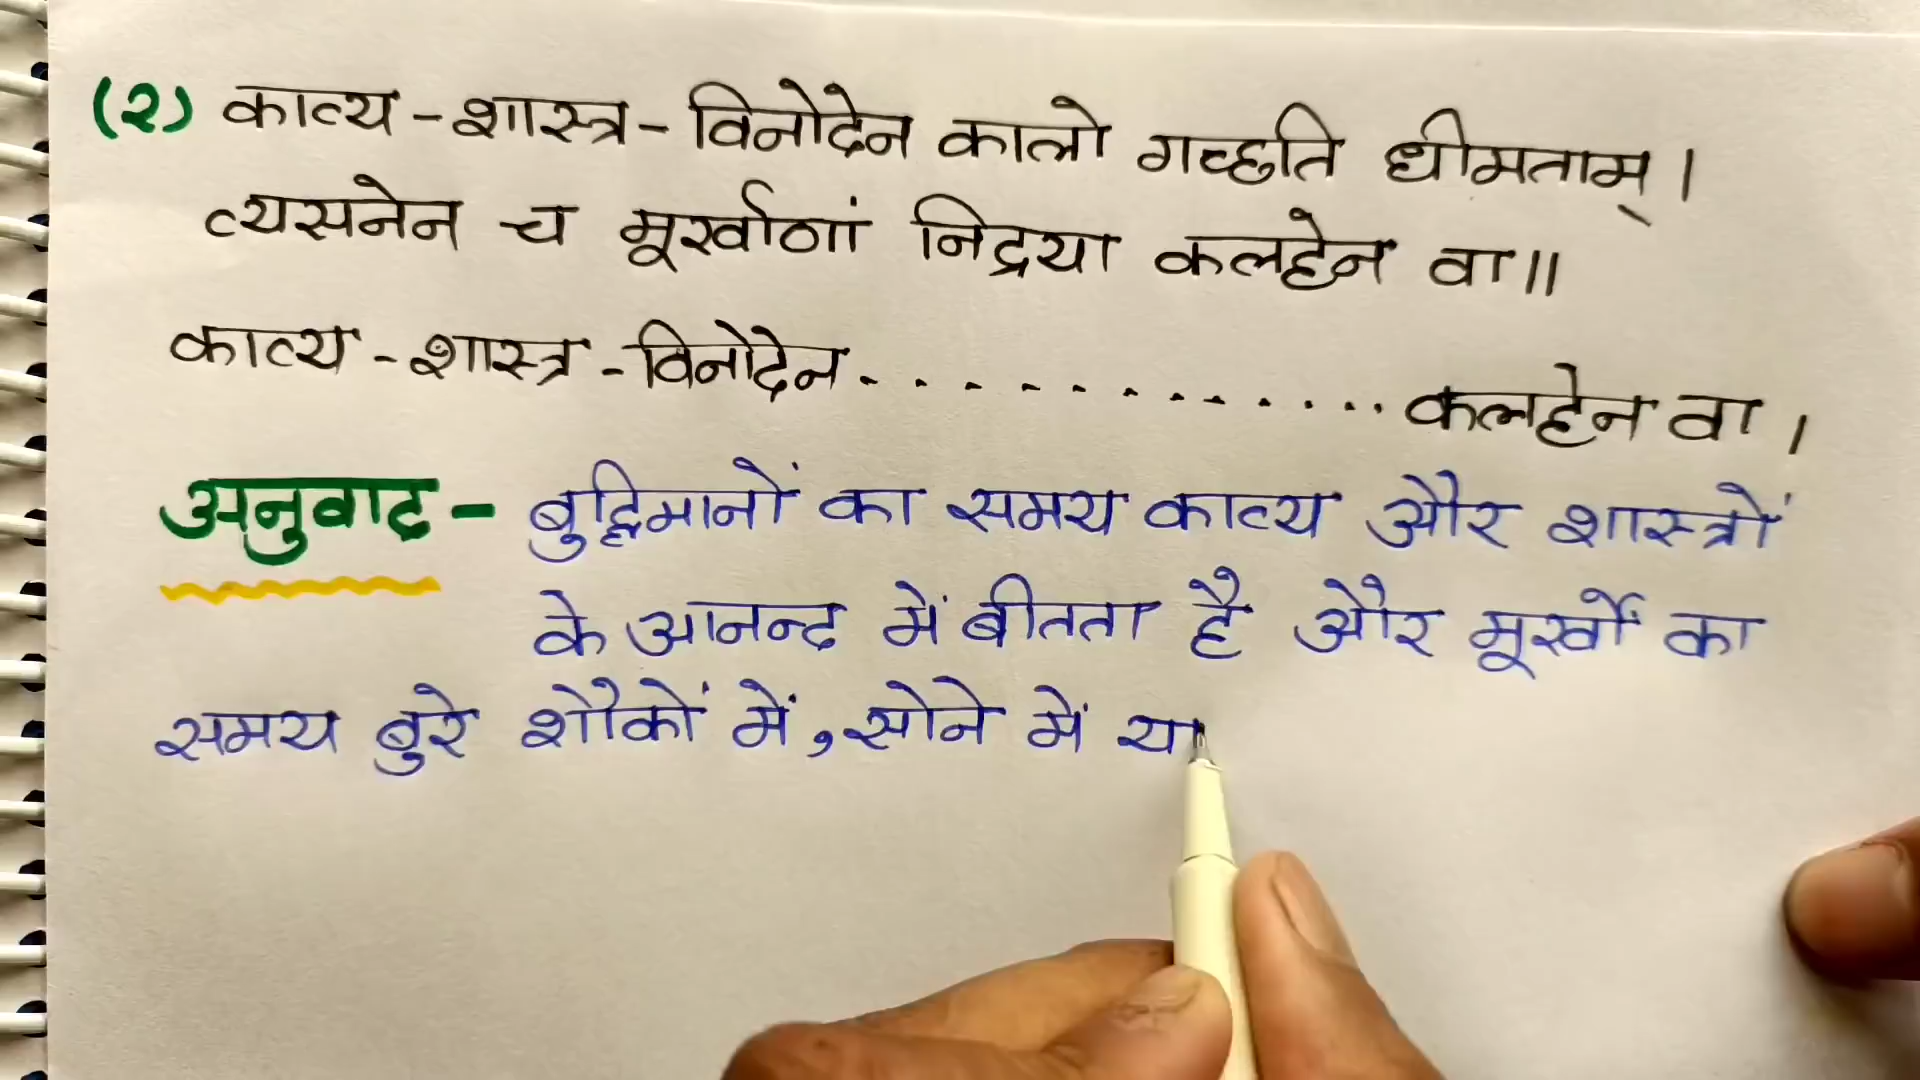 (२) काव्य - शास्त्र - विनोदेन कालो गच्छति धीमताम् ।
व्यसनेन च मूर्खाणां निद्रया कलहेन वा ॥
काव्य - शास्त्र - विनोदेन . . . . . . . . . . . . . . कलहेन वा ।
अनुवाद - बुद्धिमानों का समय काव्य और शास्त्रों
के आनन्द में बीतता है और मूर्खों का
समय बुरे शौकों में, सोने में या